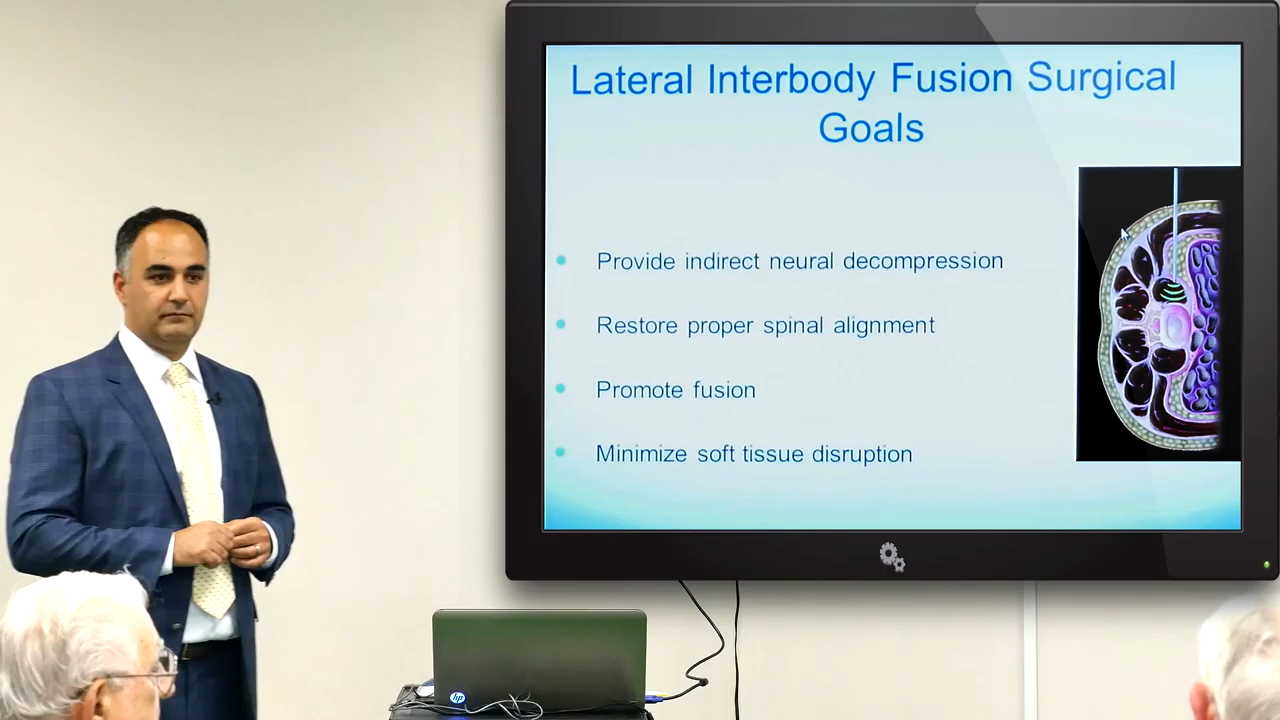 Lateral Interbody Fusion Surgical
Goals
Provide indirect neural decompression
Restore proper spinal alignment
Promote fusion
Minimize soft tissue disruption
hp